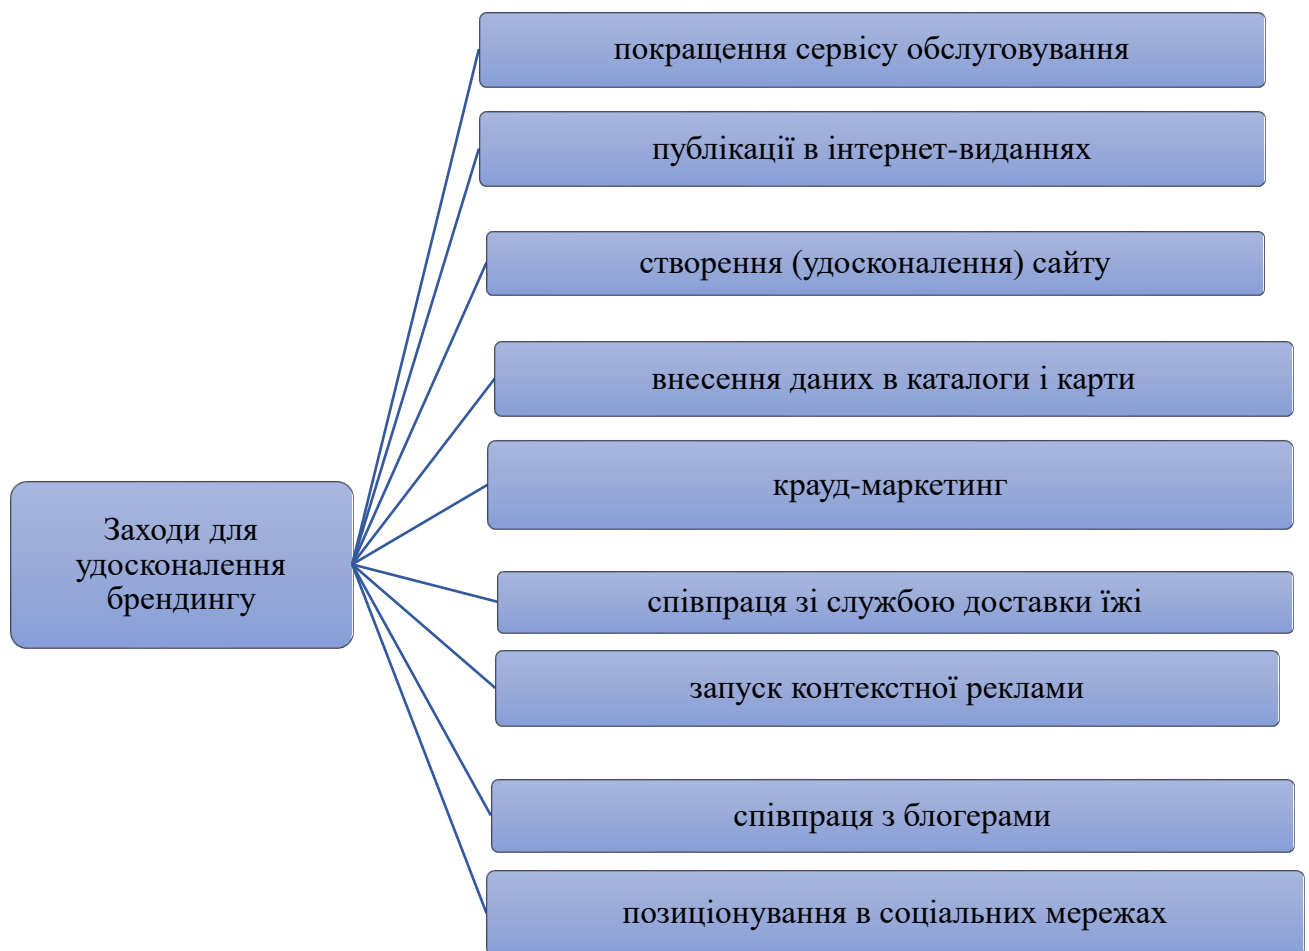 покращення сервісу обслуговування
публікації в інтернет-виданнях
створення (удосконалення) сайту
внесення даних в каталоги і карти
крауд-маркетинг
Заходи для
удосконалення
брендингу
співпраця зі службою доставки їжі
запуск контекстної реклами
співпраця з блогерами
позиціонування в соціальних мережах